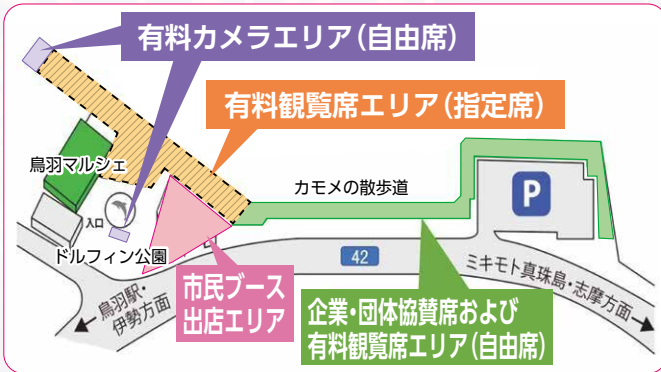 有料カメラエリア（自由席）
有料観覧席エリア（指定席）
鳥羽マルシェ
カモメの散歩道
P
入口
ドルフィン公園
42
鳥羽駅・
伊勢方面
市民ブース
出店エリア
ミキモト真珠島・志摩方面
企業・団体協賛席および
有料観覧席エリア（自由席）